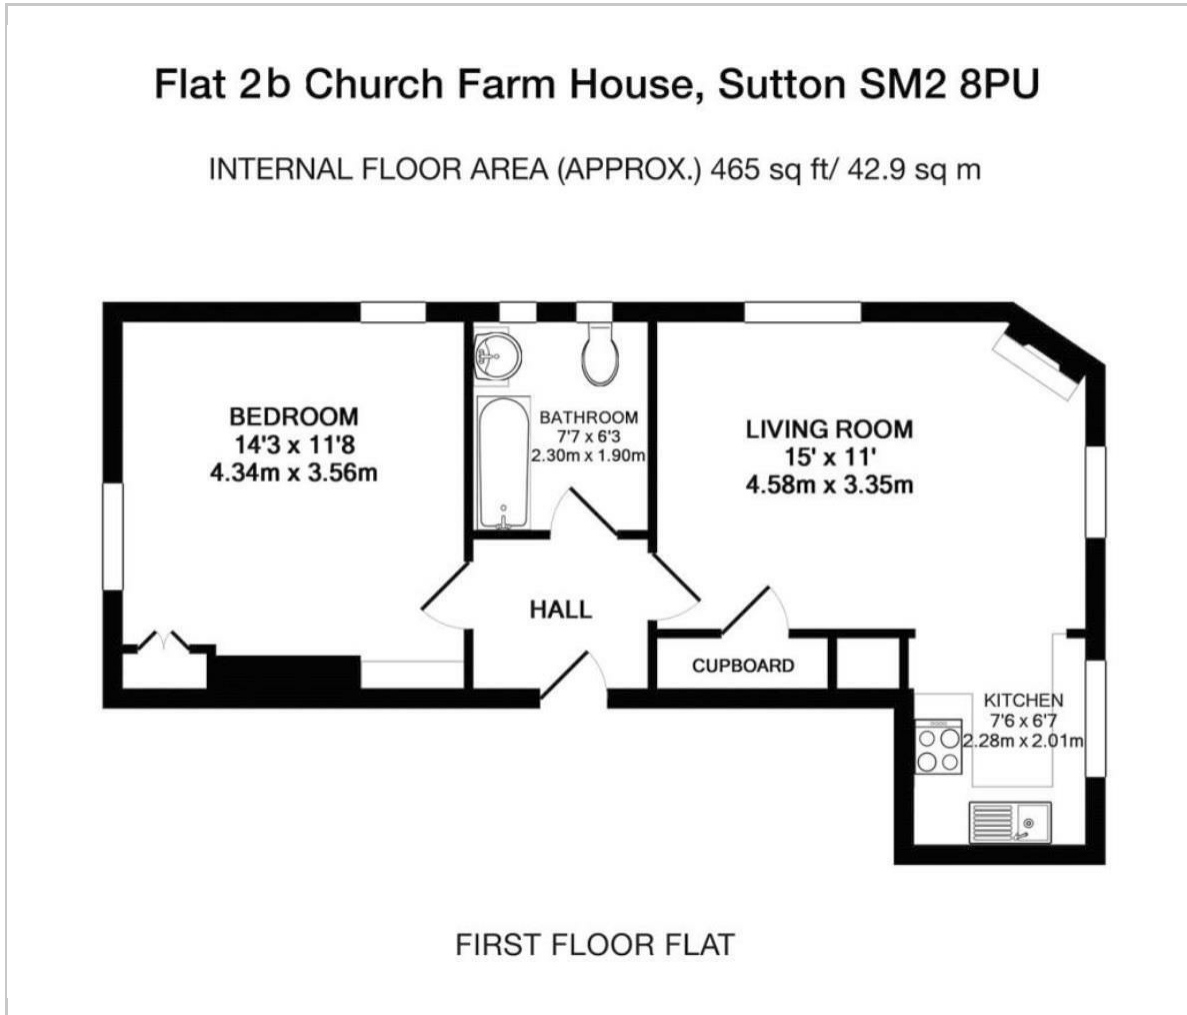 Flat 2b Church Farm House, Sutton SM2 8PU
INTERNAL FLOOR AREA (APPROX.) 465 sq ft/ 42.9 sq m
BEDROOM
14'3 x 11'8
4.34m x 3.56m
BATHROOM
7'7 x 6'3
2.30m x 1.90m
LIVING ROOM
15' x 11'
4.58m x 3.35m
HALL
CUPBOARD
KITCHEN
7'6 x 6'7
2.28m x 2.01m
FIRST FLOOR FLAT